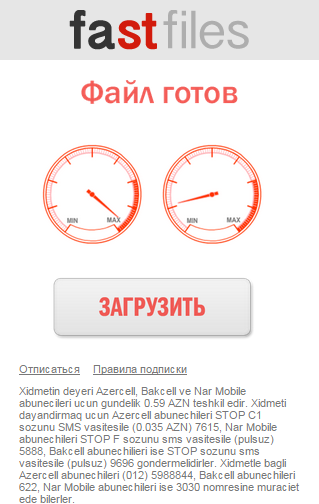 fastfiles
Файл готов
MIN MAX MIN MAX
ЗАГРУЗИТЬ
Отписаться Правила подписки
Xidmetin deyeri Azercell, Bakcell ve Nar Mobile
abunecileri ucun gundelik 0.59 AZN teshkil edir. Xidmeti
dayandirmaq ucun Azercell abunechileri STOP C1
sozunu SMS vasitesile (0.035 AZN) 7615, Nar Mobile
abunechileri STOP F sozunu sms vasitesile (pulsuz)
5888, Bakcell abunechilieri ise STOP sozunu sms
vasitesile (pulsuz) 9696 gondermelidirler. Xidmetle bagli
Azercell abunechileri (012) 5988844, Bakcell abunechileri
622, Nar Mobile abunechileri ise 3030 nomresine muraciet
ede bilerler.